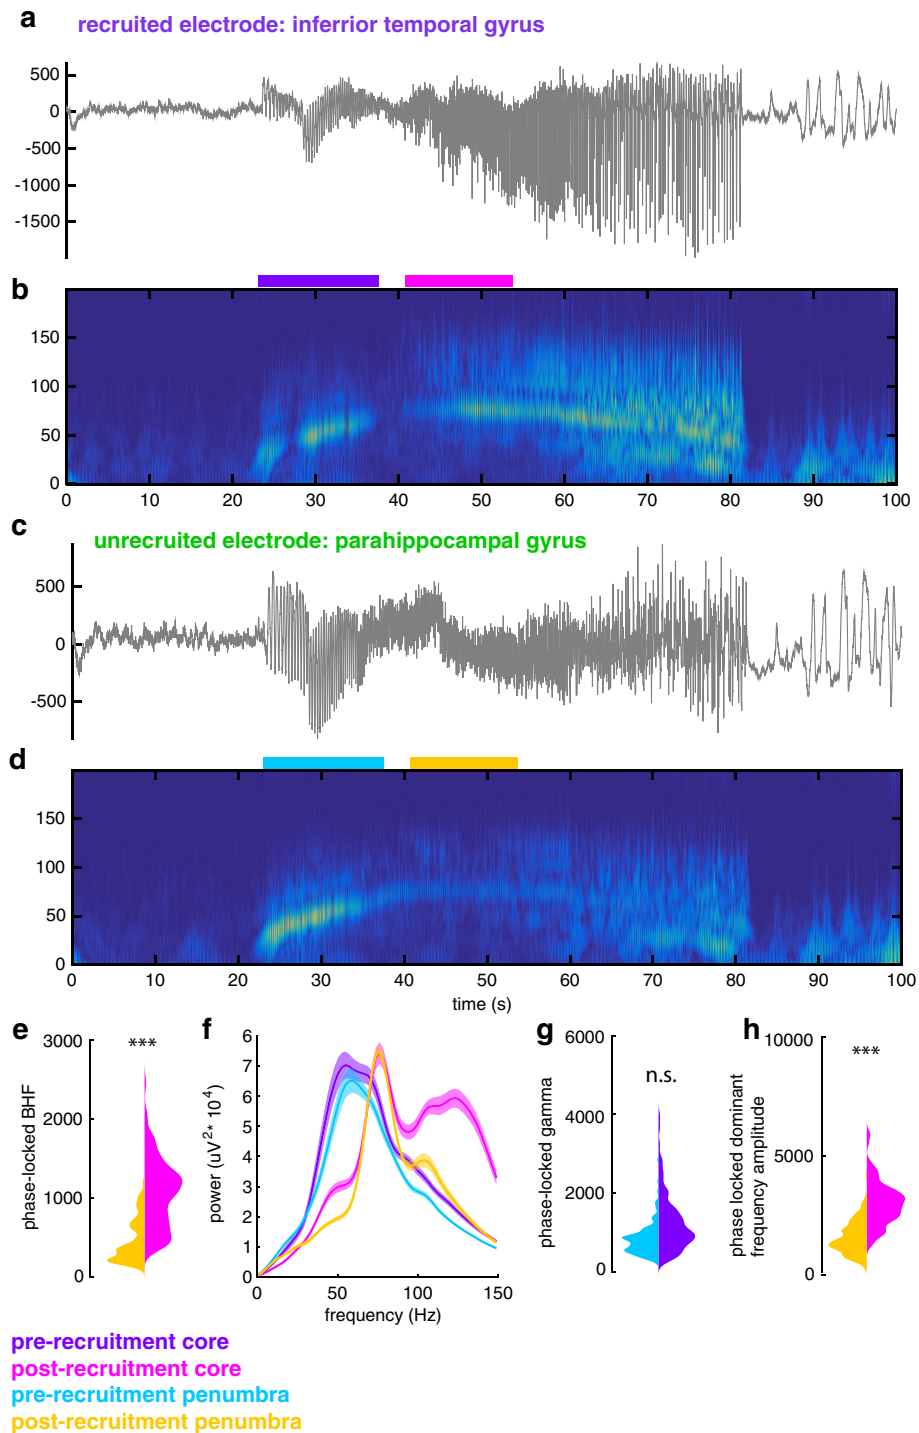 a
recruited electrode: inferrior temporal gyrus
500
0
-500
-1000
-1500
b
150
100
50
0
0 10 20 30 40 50 60 70 80 90 100
c
unrecruited electrode: parahippocampal gyrus
500
0
-500
d
150
100
50
0
0 10 20 30 40 50 60 70 80 90 100
time (s)
e
3000
2000
1000
0
phase-locked BHF
***
f
6
7
6
5
4
3
2
1
0
power (uV2* 10-4)
0 50 100 150
frequency (Hz)
g
6000
4000
2000
0
phase-locked gamma
n.s.
h
10000
5000
0
phase locked dominant
frequency amplitude
***
pre-recruitment core
post-recruitment core
pre-recruitment penumbra
post-recruitment penumbra